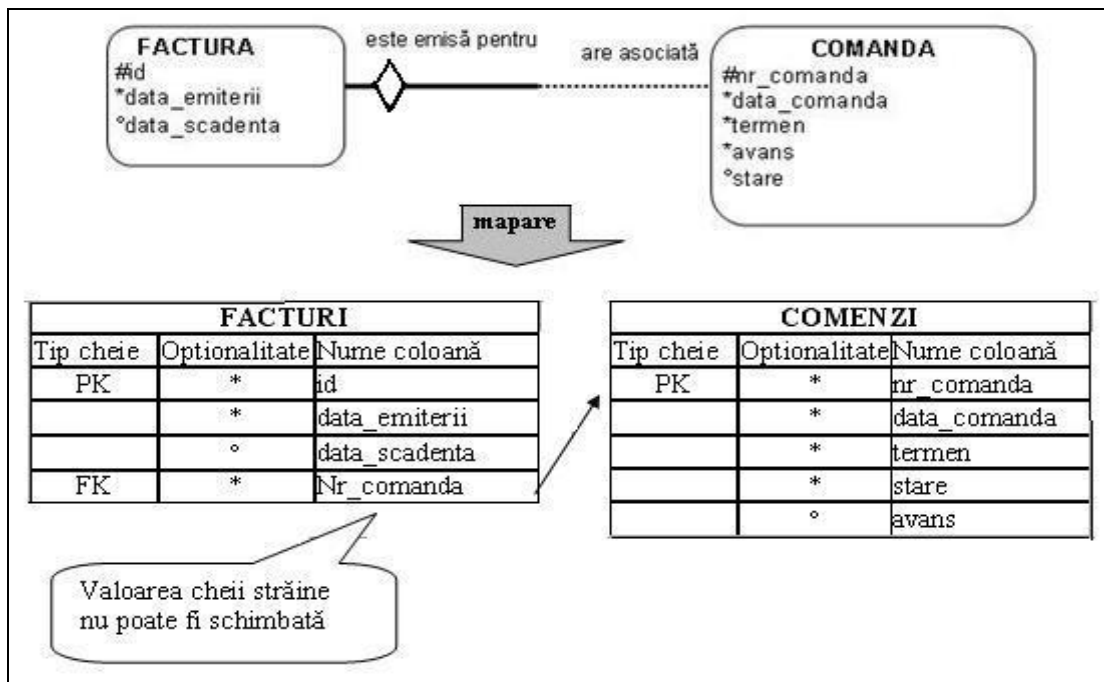 FACTURA
#id
*data_emiterii
°data_scadenta
este emisă pentru
are asociată
COMANDA
#nr_comanda
*data_comanda
*termen
*avans
°stare
mapare
FACTURI
Tip cheie Optionalitate Nume coloană
PK * id
* data_emiterii
° data_scadenta
FK * Nr_comanda
COMENZI
Tip cheie Optionalitate Nume coloană
PK * nr_comanda
* data_comanda
* termen
* stare
° avans
Valoarea cheii străine
nu poate fi schimbată